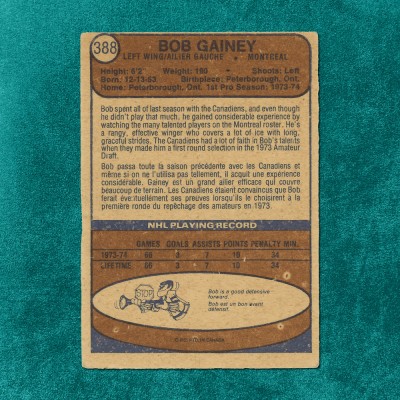 388
BOB GAINEY
LEFT WING/AILIER GAUCHE • MONTREAL
Height: 6'2" Weight: 190 Shoots: Left
Born: 12-13-53 Birthplace: Peterborough, Ont.
Home: Peterborough, Ont. 1st Pro Season: 1973-74
Bob spent all of last season with the Canadiens, and even though
he didn't play that much, he gained considerable experience by
watching the many talented players on the Montreal roster. He's
a rangy, effective winger who covers a lot of ice with long,
graceful strides. The Canadiens had a lot of faith in Bob's talents
when they made him a first round selection in the 1973 Amateur
Draft.
Bob passa toute la saison précédente avec les Canadiens et
même si on ne l'utilisa pas tellement, il acquit une expérience
considérable. Gainey est un grand ailier efficace qui couvre
beaucoup de terrain. Les Canadiens étaient convaincus que Bob
ferait éventuellement ses preuves lorsqu'ils le choisirent à la
première ronde du repêchage des amateurs en 1973.
NHL PLAYING RECORD
GAMES GOALS ASSISTS POINTS PENALTY MIN.
1973-74 66 3 7 10 34
LIFETIME 66 3 7 10 34
STOP
Bob is a good defensive
forward.
Bob est un bon avant
défensif.